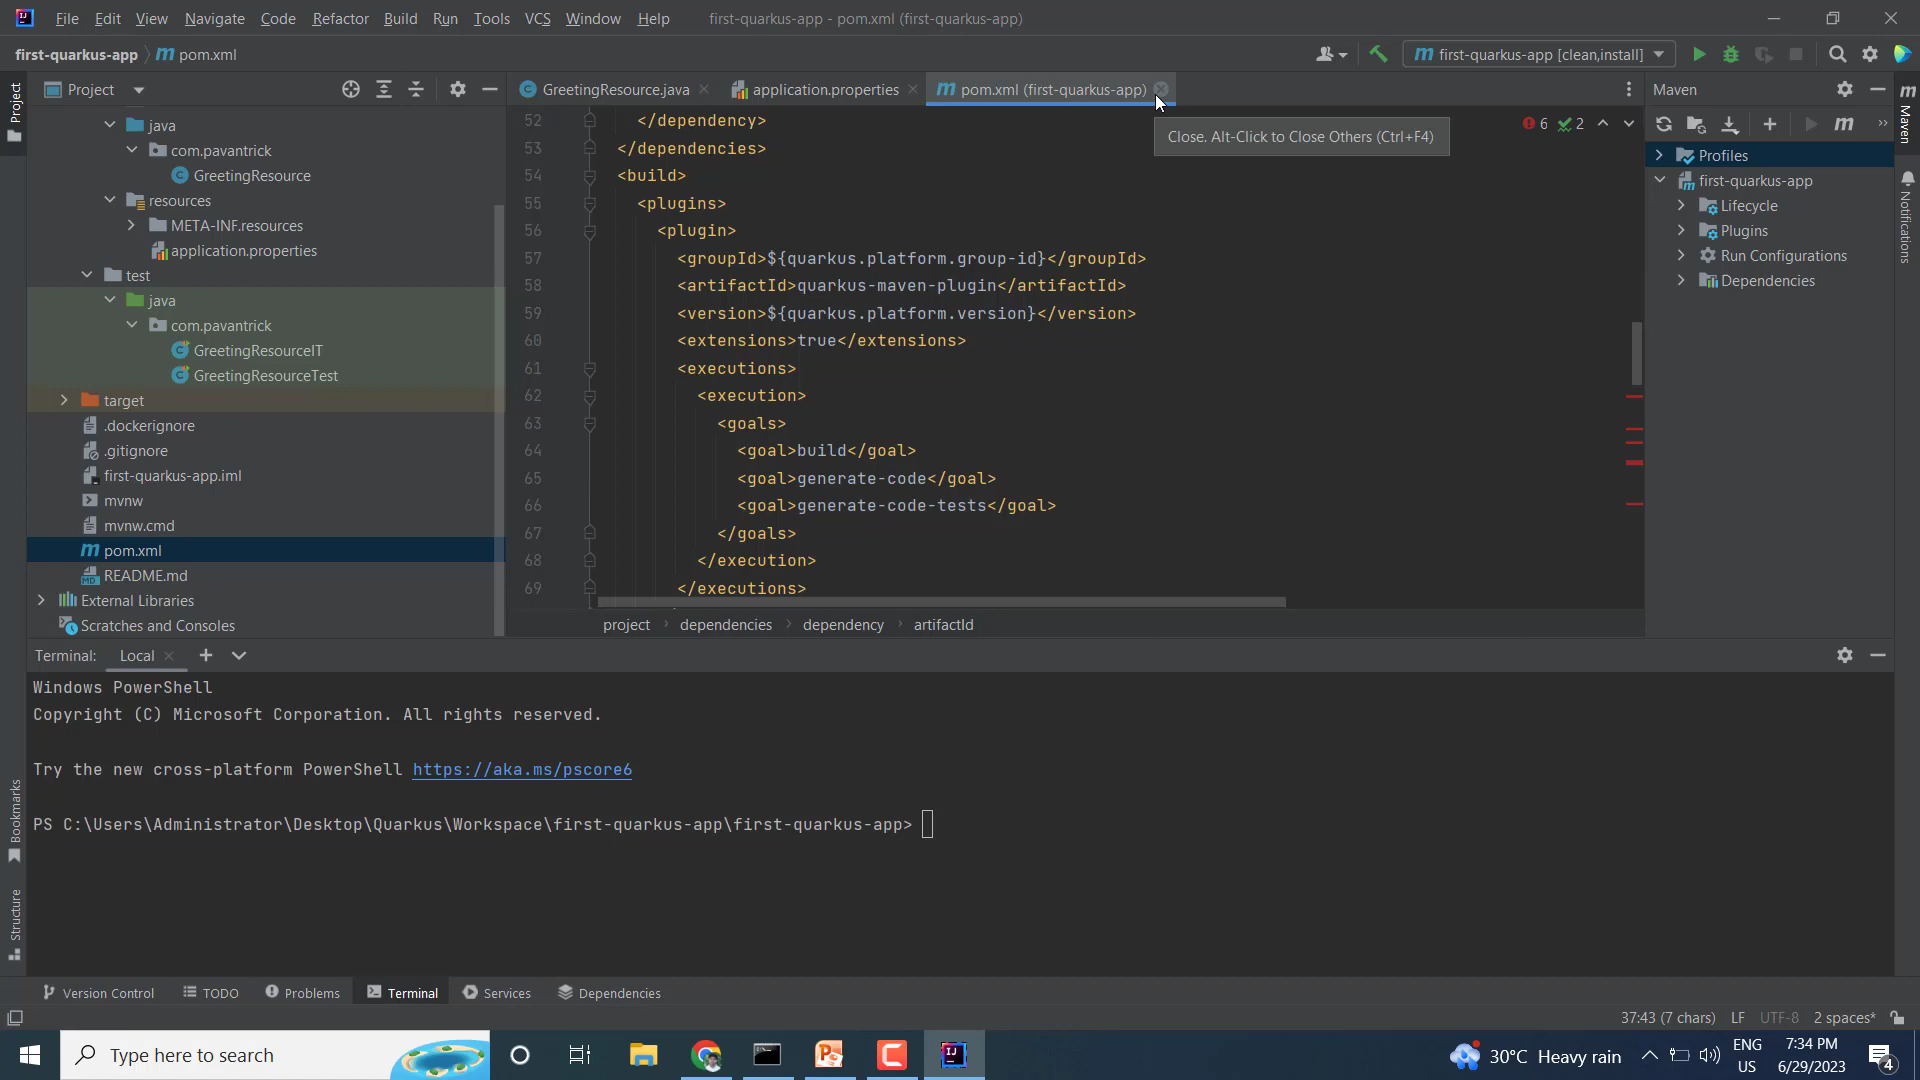 File Edit View Navigate Code Refactor Build Run Tools VCS Window Help first-quarkus-app - pom.xml (first-quarkus-app)
first-quarkus-app pom.xml
first-quarkus-app [clean,install]
Project
Project
GreetingResource.java
application.properties
pom.xml (first-quarkus-app)
Maven
Maven
Notifications
Close. Alt-Click to Close Others (Ctrl+F4)
6 2
java
com.pavantrick
GreetingResource
resources
META-INF.resources
application.properties
test
java
com.pavantrick
GreetingResourceIT
GreetingResourceTest
target
.dockerignore
.gitignore
first-quarkus-app.iml
mvnw
mvnw.cmd
pom.xml
README.md
External Libraries
Scratches and Consoles
52 </dependency>
53 </dependencies>
54 <build>
55 <plugins>
56 <plugin>
57 <groupId>${quarkus.platform.group-id}</groupId>
58 <artifactId>quarkus-maven-plugin</artifactId>
59 <version>${quarkus.platform.version}</version>
60 <extensions>true</extensions>
61 <executions>
62 <execution>
63 <goals>
64 <goal>build</goal>
65 <goal>generate-code</goal>
66 <goal>generate-code-tests</goal>
67 </goals>
68 </execution>
69 </executions>
project dependencies dependency artifactId
Profiles
first-quarkus-app
Lifecycle
Plugins
Run Configurations
Dependencies
Terminal: Local
Windows PowerShell
Copyright (C) Microsoft Corporation. All rights reserved.
Try the new cross-platform PowerShell https://aka.ms/pscore6
PS C:\Users\Administrator\Desktop\Quarkus\Workspace\first-quarkus-app\first-quarkus-app>
Bookmarks
Structure
Version Control TODO Problems Terminal Services Dependencies
37:43 (7 chars) LF UTF-8 2 spaces*
Type here to search
30°C Heavy rain
ENG
US
7:34 PM
6/29/2023
4